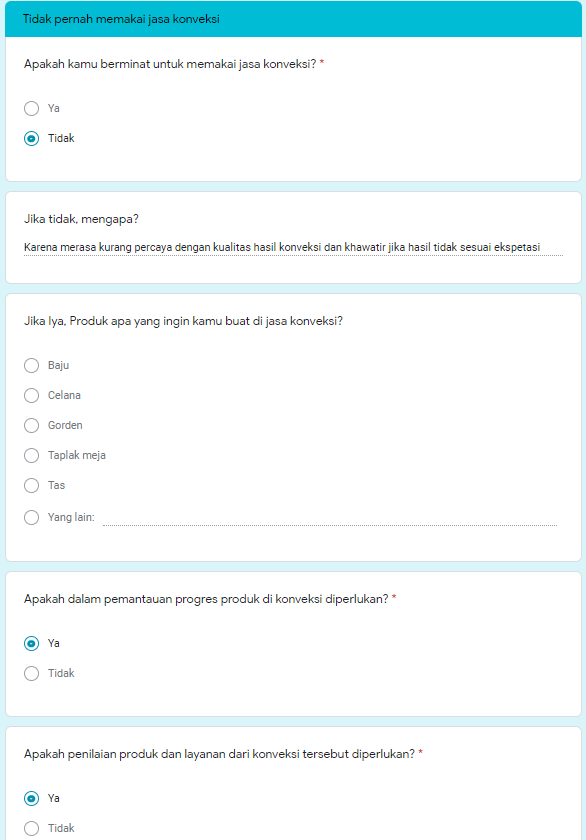 Tidak pernah memakai jasa konveksi
Apakah kamu berminat untuk memakai jasa konveksi? *
Ya
Tidak
Jika tidak, mengapa?
Karena merasa kurang percaya dengan kualitas hasil konveksi dan khawatir jika hasil tidak sesuai ekspetasi
Jika Iya, Produk apa yang ingin kamu buat di jasa konveksi?
Baju
Celana
Gorden
Taplak meja
Tas
Yang lain:
Apakah dalam pemantauan progres produk di konveksi diperlukan? *
Ya
Tidak
Apakah penilaian produk dan layanan dari konveksi tersebut diperlukan? *
Ya
Tidak